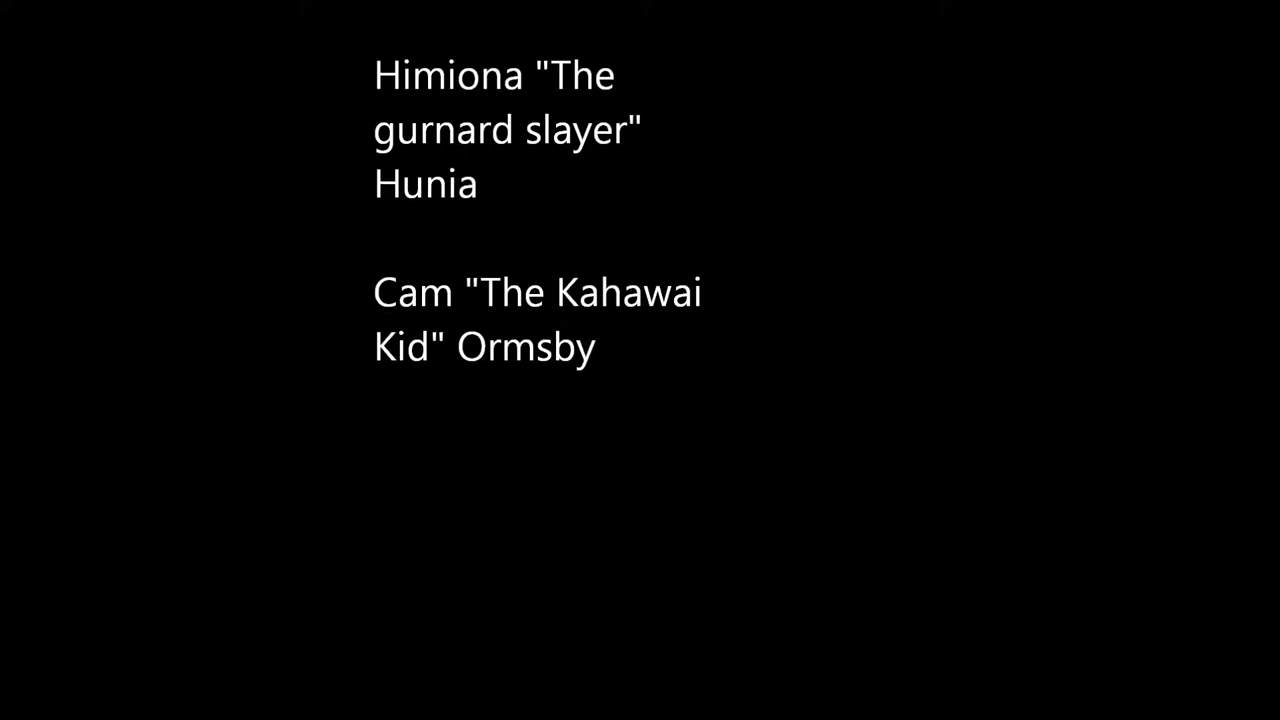 Himiona "The
gurnard slayer"
Hunia
Cam "The Kahawai
Kid" Ormsby